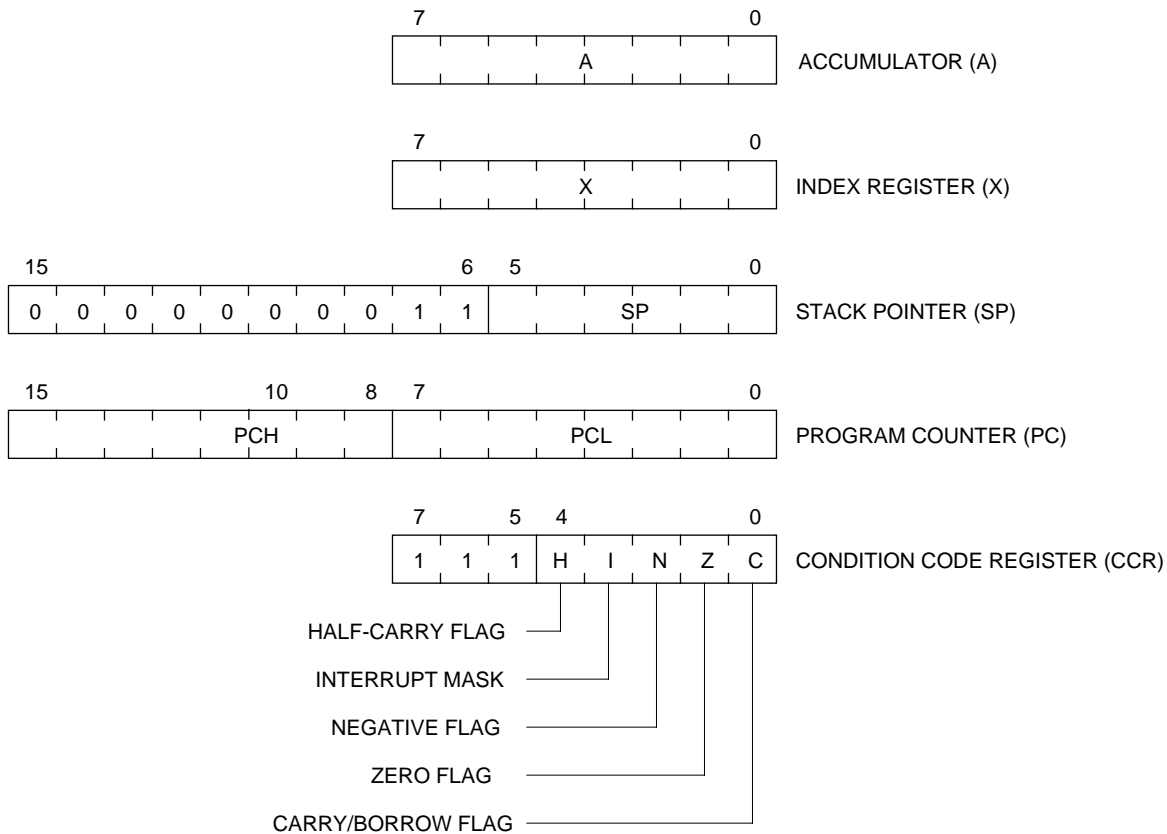 7 0
A ACCUMULATOR (A)
7 0
X INDEX REGISTER (X)
15 6 5 0
0 0 0 0 0 0 0 0 1 1 SP STACK POINTER (SP)
15 10 8 7 0
PCH PCL PROGRAM COUNTER (PC)
7 5 4 0
1 1 1 H I N Z C CONDITION CODE REGISTER (CCR)
HALF-CARRY FLAG
INTERRUPT MASK
NEGATIVE FLAG
ZERO FLAG
CARRY/BORROW FLAG